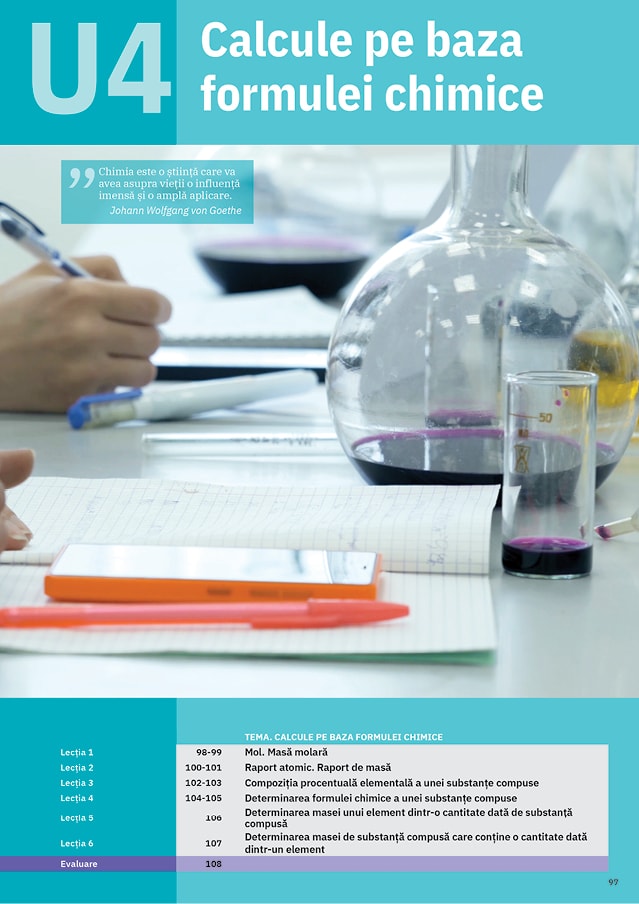 U4
Calcule pe baza
formulei chimice
”
Chimia este o știință care va
avea asupra vieții o influență
imensă și o amplă aplicare.
Johann Wolfgang von Goethe
50
TEMA. CALCULE PE BAZA FORMULEI CHIMICE
Lecția 1 98-99 Mol. Masă molară
Lecția 2 100-101 Raport atomic. Raport de masă
Lecția 3 102-103 Compoziția procentuală elementală a unei substanțe compuse
Lecția 4 104-105 Determinarea formulei chimice a unei substanțe compuse
Lecția 5 106 Determinarea masei unui element dintr-o cantitate dată de substanță
compusă
Lecția 6 107 Determinarea masei de substanță compusă care conține o cantitate dată
dintr-un element
Evaluare 108
97